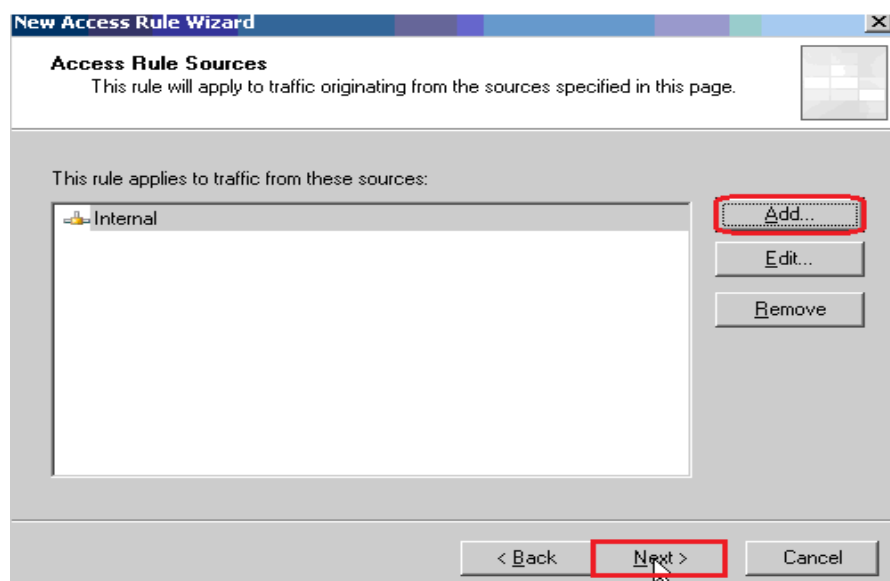 New Access Rule Wizard
Access Rule Sources
This rule will apply to traffic originating from the sources specified in this page.
This rule applies to traffic from these sources:
Internal
Add...
Edit...
Remove
< Back
Next >
Cancel